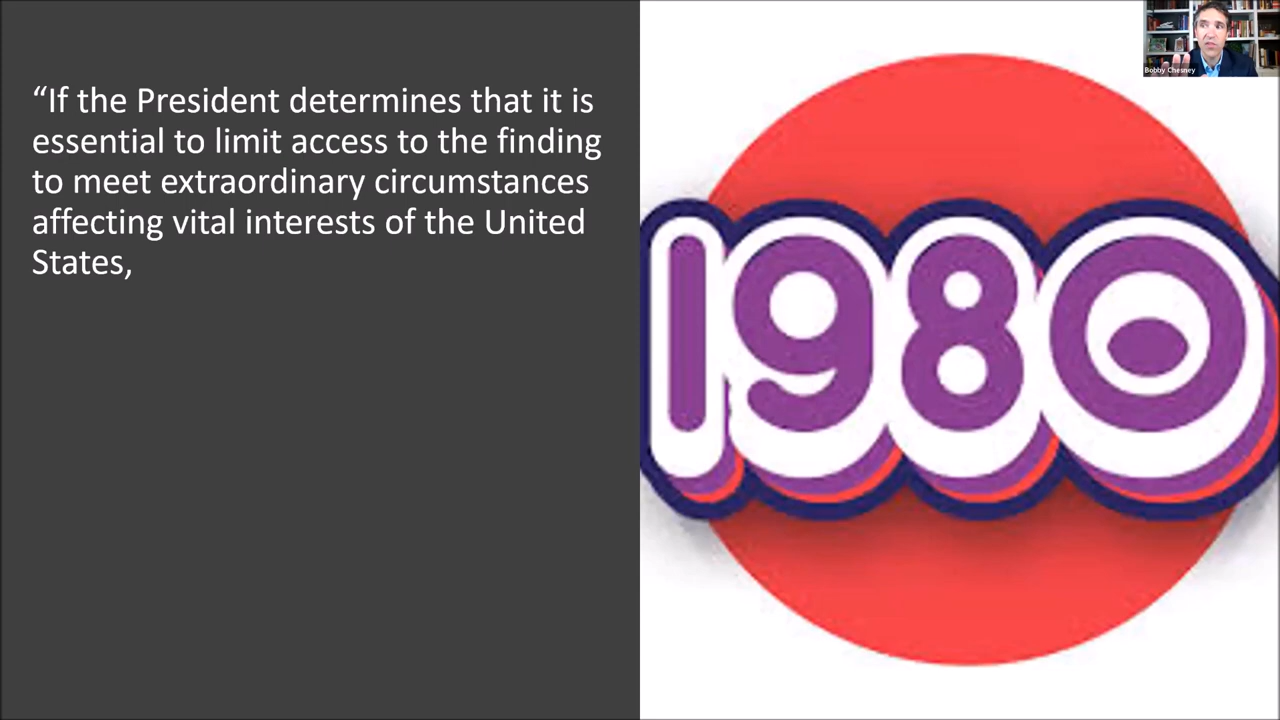 “If the President determines that it is
essential to limit access to the finding
to meet extraordinary circumstances
affecting vital interests of the United
States,
1980
Bobby Chesney